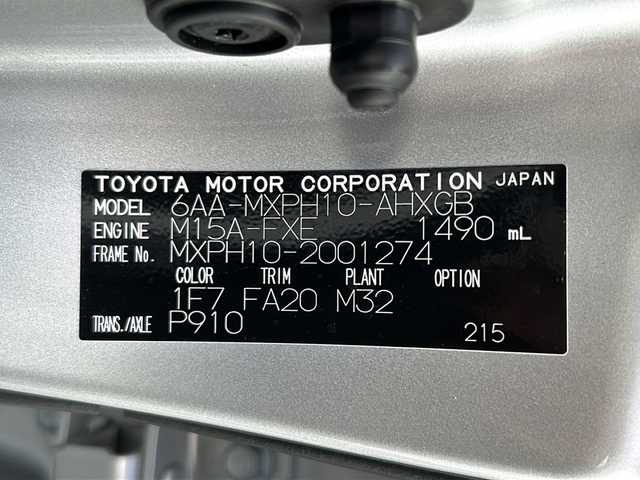 TOYOTA MOTOR CORPORATION JAPAN
MODEL 6AA-MXPH10-AHXGB
ENGINE M15A-FXE 1490 mL
FRAME No. MXPH10-2001274
COLOR TRIM PLANT OPTION
1F7 FA20 M32
TRANS./AXLE P910 215